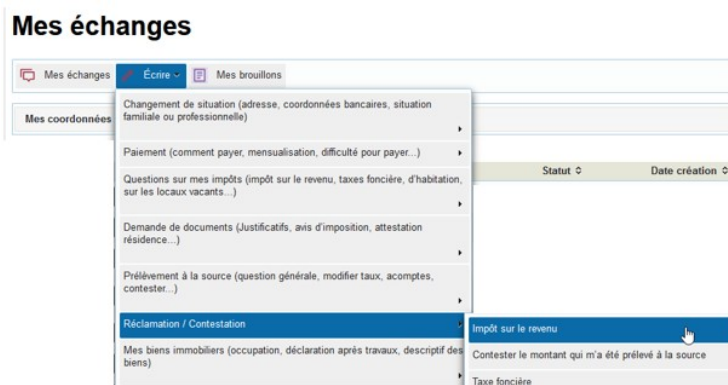 Mes échanges
Mes échanges Écrire Mes brouillons
Changement de situation (adresse, coordonnées bancaires, situation
familiale ou professionnelle)
Mes coordonnées
Paiement (comment payer, mensualisation, difficulté pour payer...)
Questions sur mes impôts (impôt sur le revenu, taxes foncière, d'habitation,
sur les locaux vacants...)
Statut Date création
Demande de documents (Justificatifs, avis d'imposition, attestation
résidence...)
Prélèvement à la source (question générale, modifier taux, acomptes,
contester...)
Réclamation / Contestation
Impôt sur le revenu
Mes biens immobiliers (occupation, déclaration après travaux, descriptif des
biens)
Contester le montant qui m'a été prélevé à la source
Taxe foncière